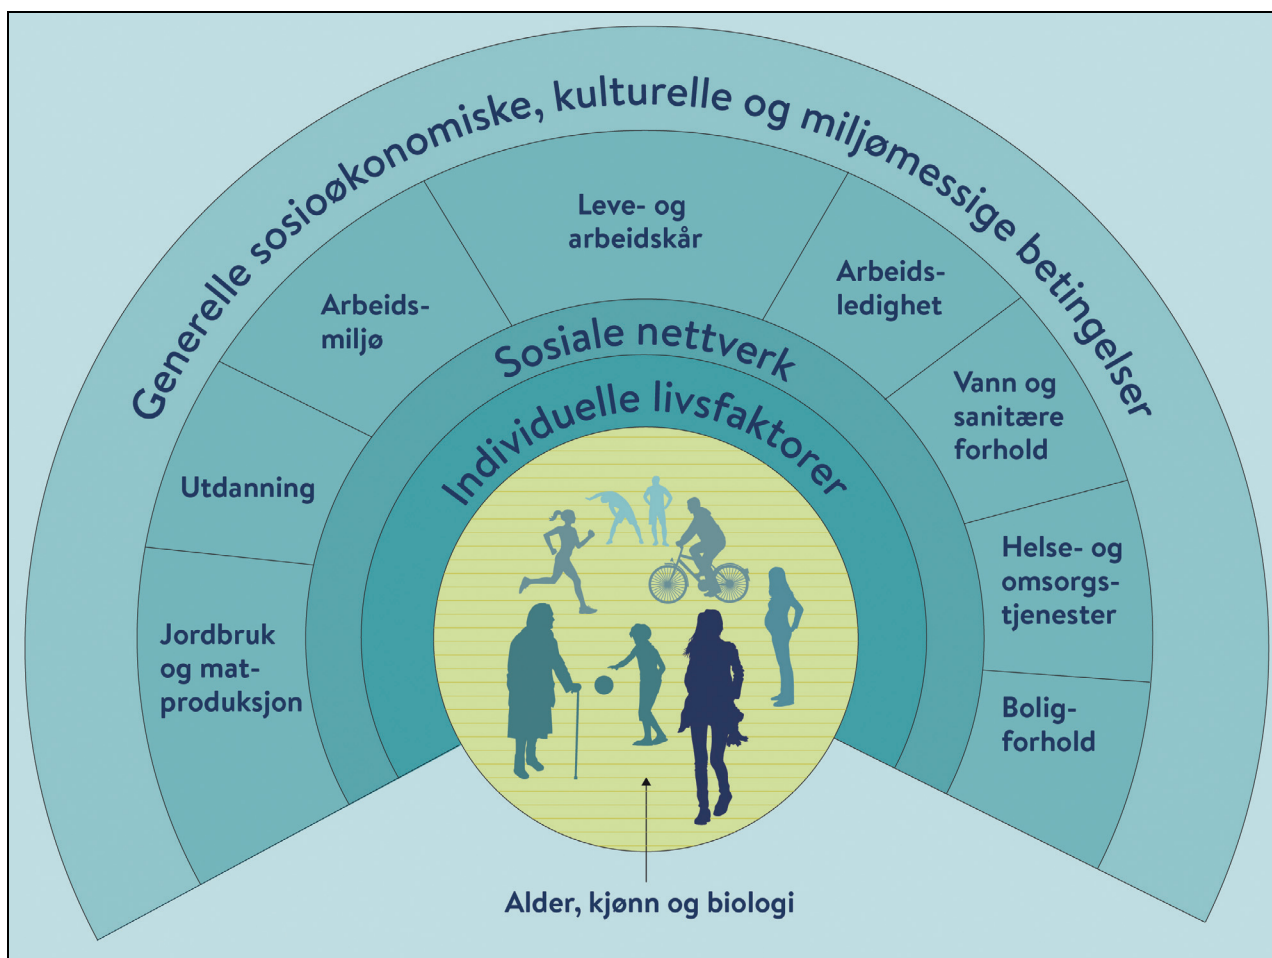 Generelle sosioøkonomiske, kulturelle og miljømessige betingelser
Leve- og
arbeidskår
Arbeids-
ledighet
Arbeids-
miljø
Vann og
sanitære
forhold
Utdanning
Helse- og
omsorgs-
tjenester
Jordbruk
og mat-
produksjon
Bolig-
forhold
Sosiale nettverk
Individuelle livsfaktorer
Alder, kjønn og biologi